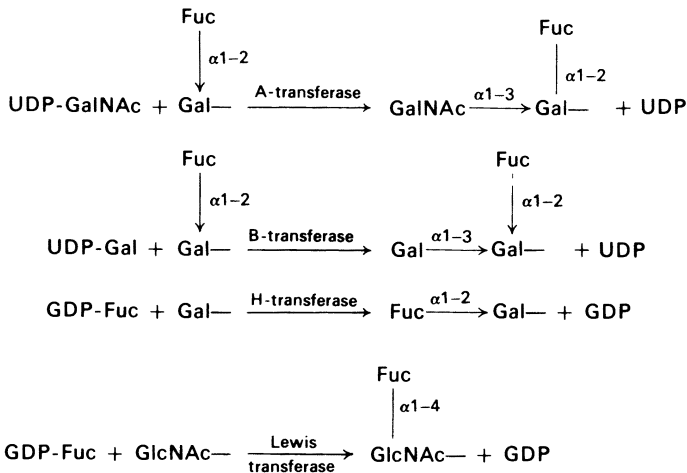 Fuc
Fuc
α1–2
α1–2
UDP-GalNAc + Gal— A-transferase GalNAc α1–3 Gal— + UDP
Fuc
Fuc
α1–2
α1–2
UDP-Gal + Gal— B-transferase Gal α1–3 Gal— + UDP
GDP-Fuc + Gal— H-transferase Fuc α1–2 Gal— + GDP
Fuc
α1–4
GDP-Fuc + GlcNAc— Lewis transferase GlcNAc— + GDP